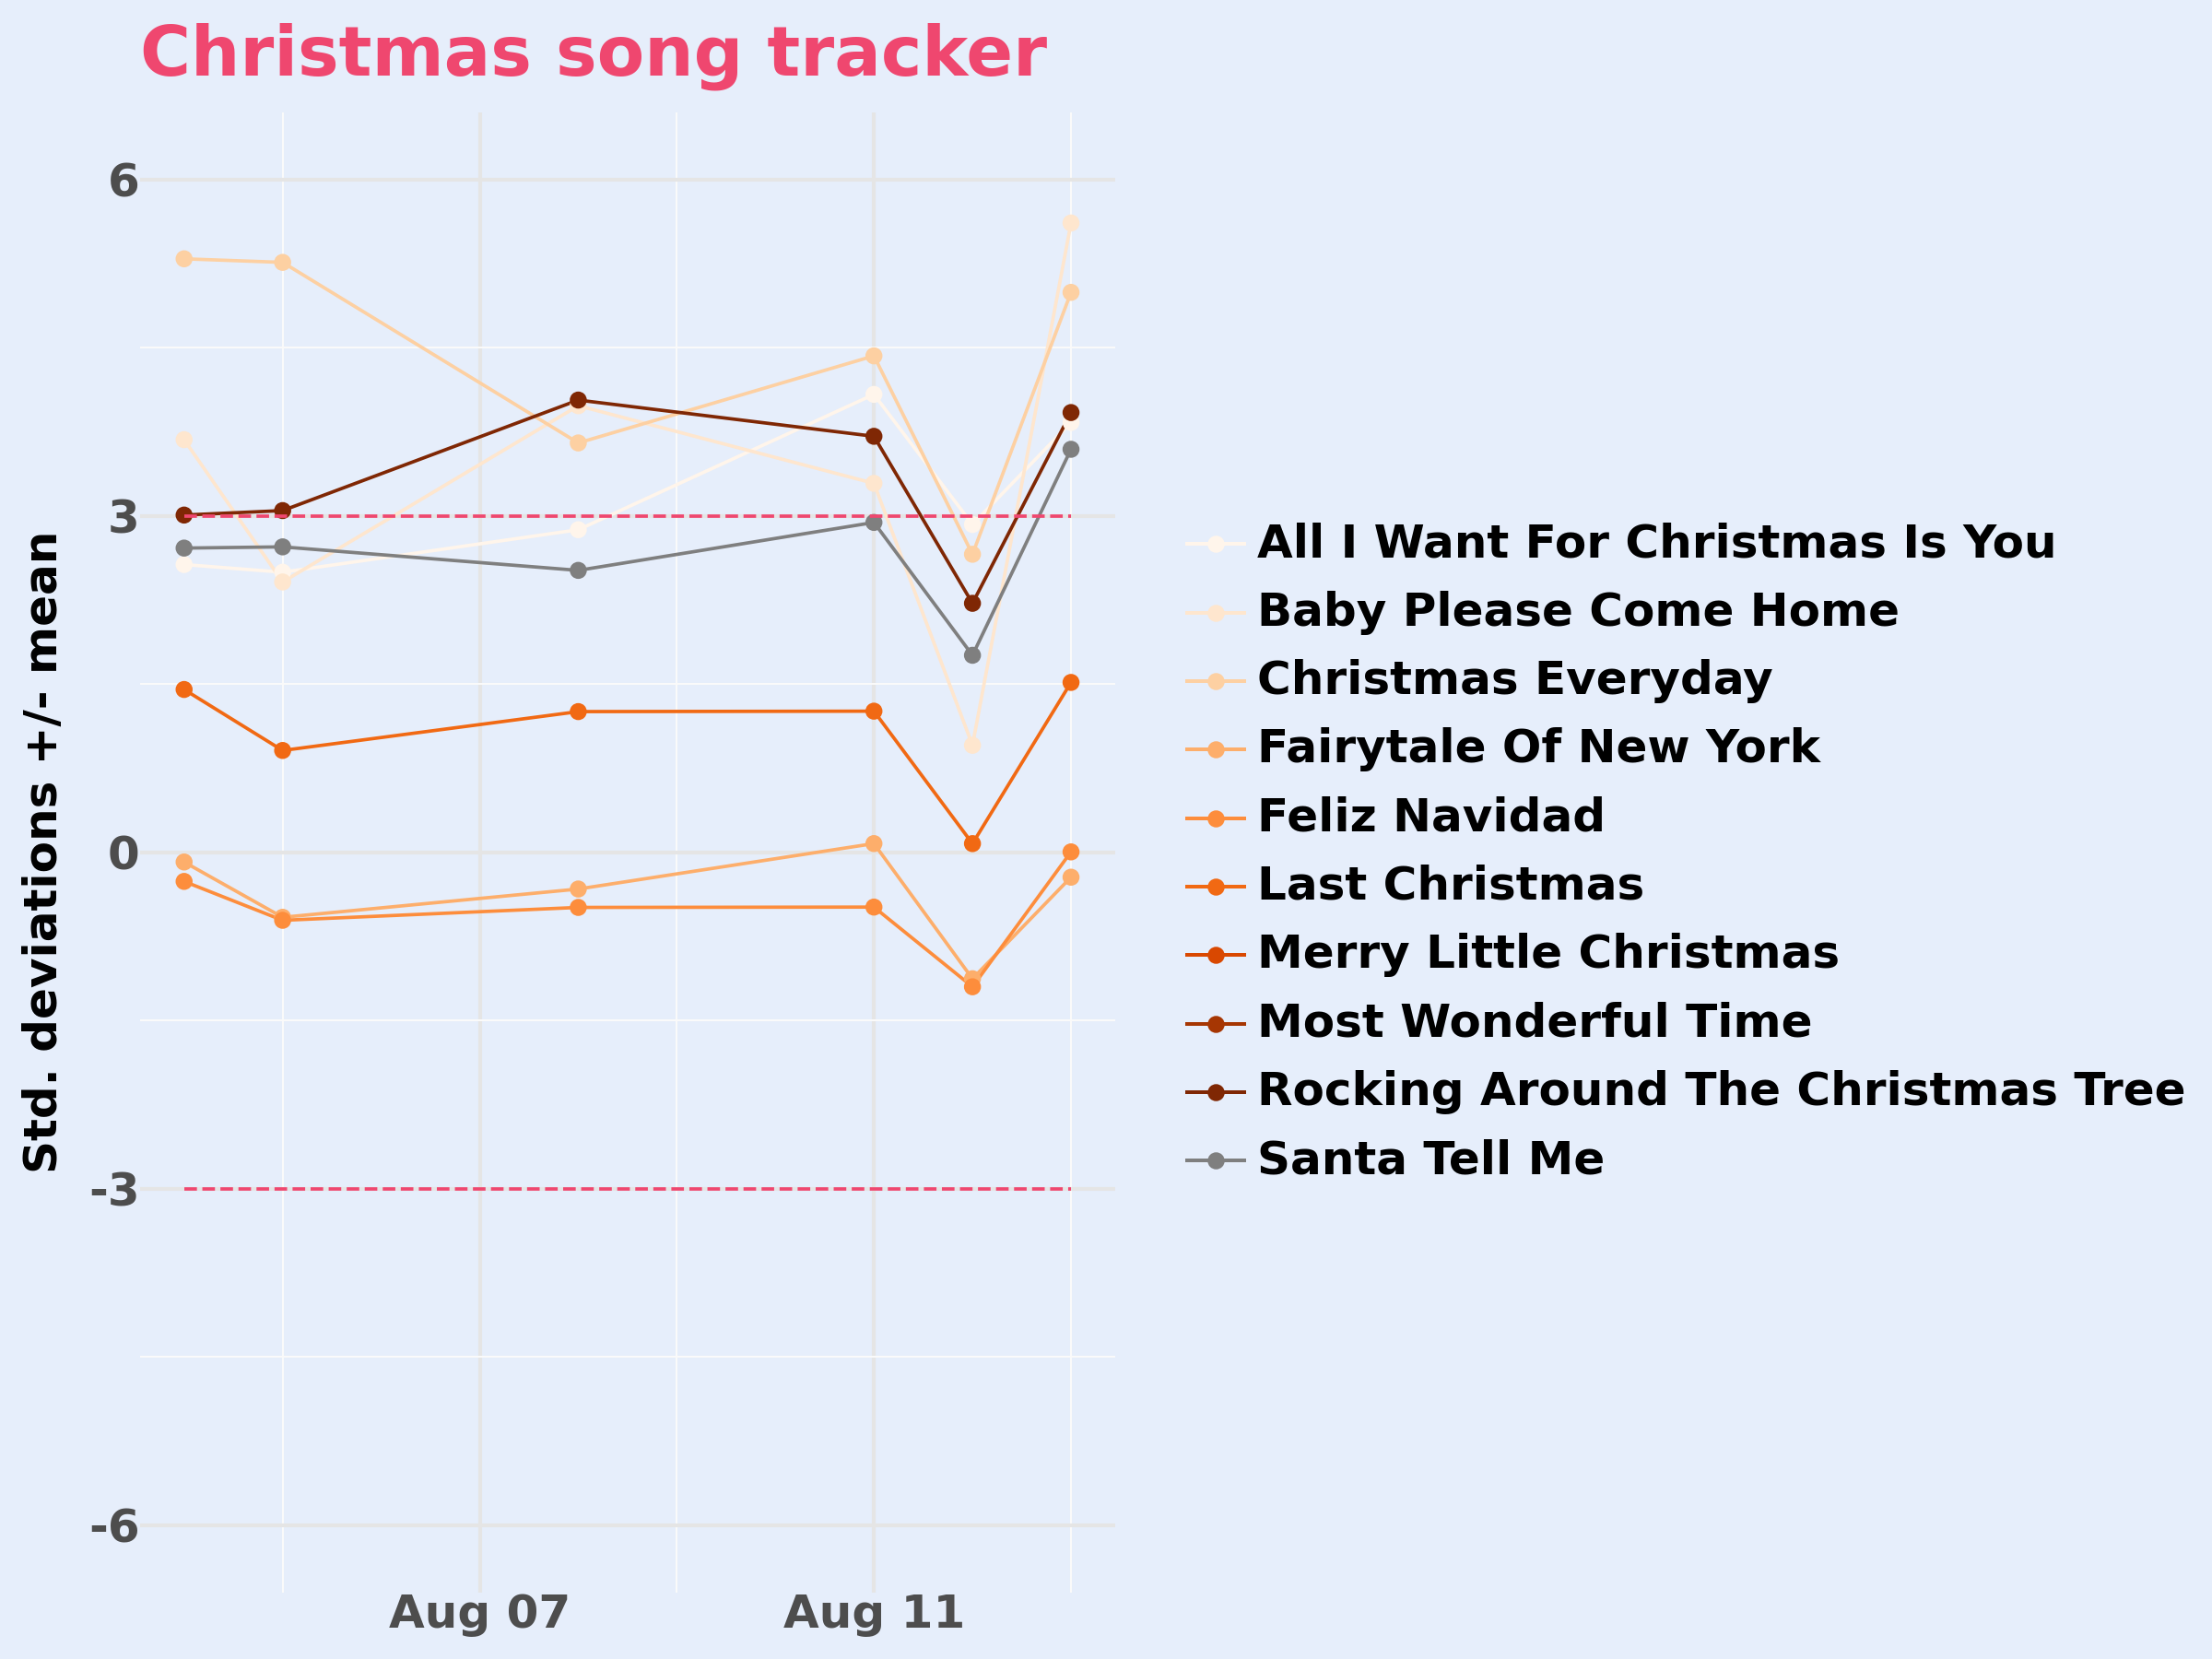 Christmas song tracker
Std. deviations +/- mean
6
3
0
-3
-6
Aug 07
Aug 11
All I Want For Christmas Is You
Baby Please Come Home
Christmas Everyday
Fairytale Of New York
Feliz Navidad
Last Christmas
Merry Little Christmas
Most Wonderful Time
Rocking Around The Christmas Tree
Santa Tell Me